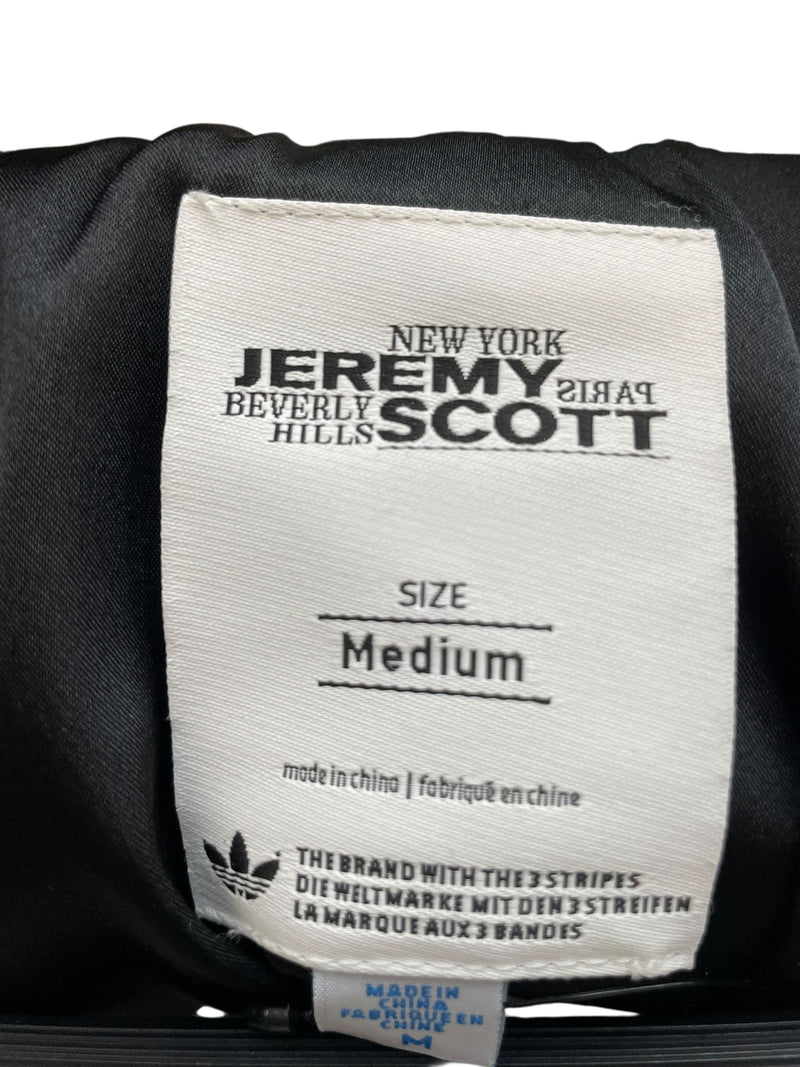 NEW YORK
JEREMY PARIS
BEVERLY
HILLS SCOTT
SIZE
Medium
made in china | fabriqué en chine
THE BRAND WITH THE 3 STRIPES
DIE WELTMARKE MIT DEN 3 STREIFEN
LA MARQUE AUX 3 BANDES
MADE IN
CHINA
FABRIQUE EN
CHINE
M